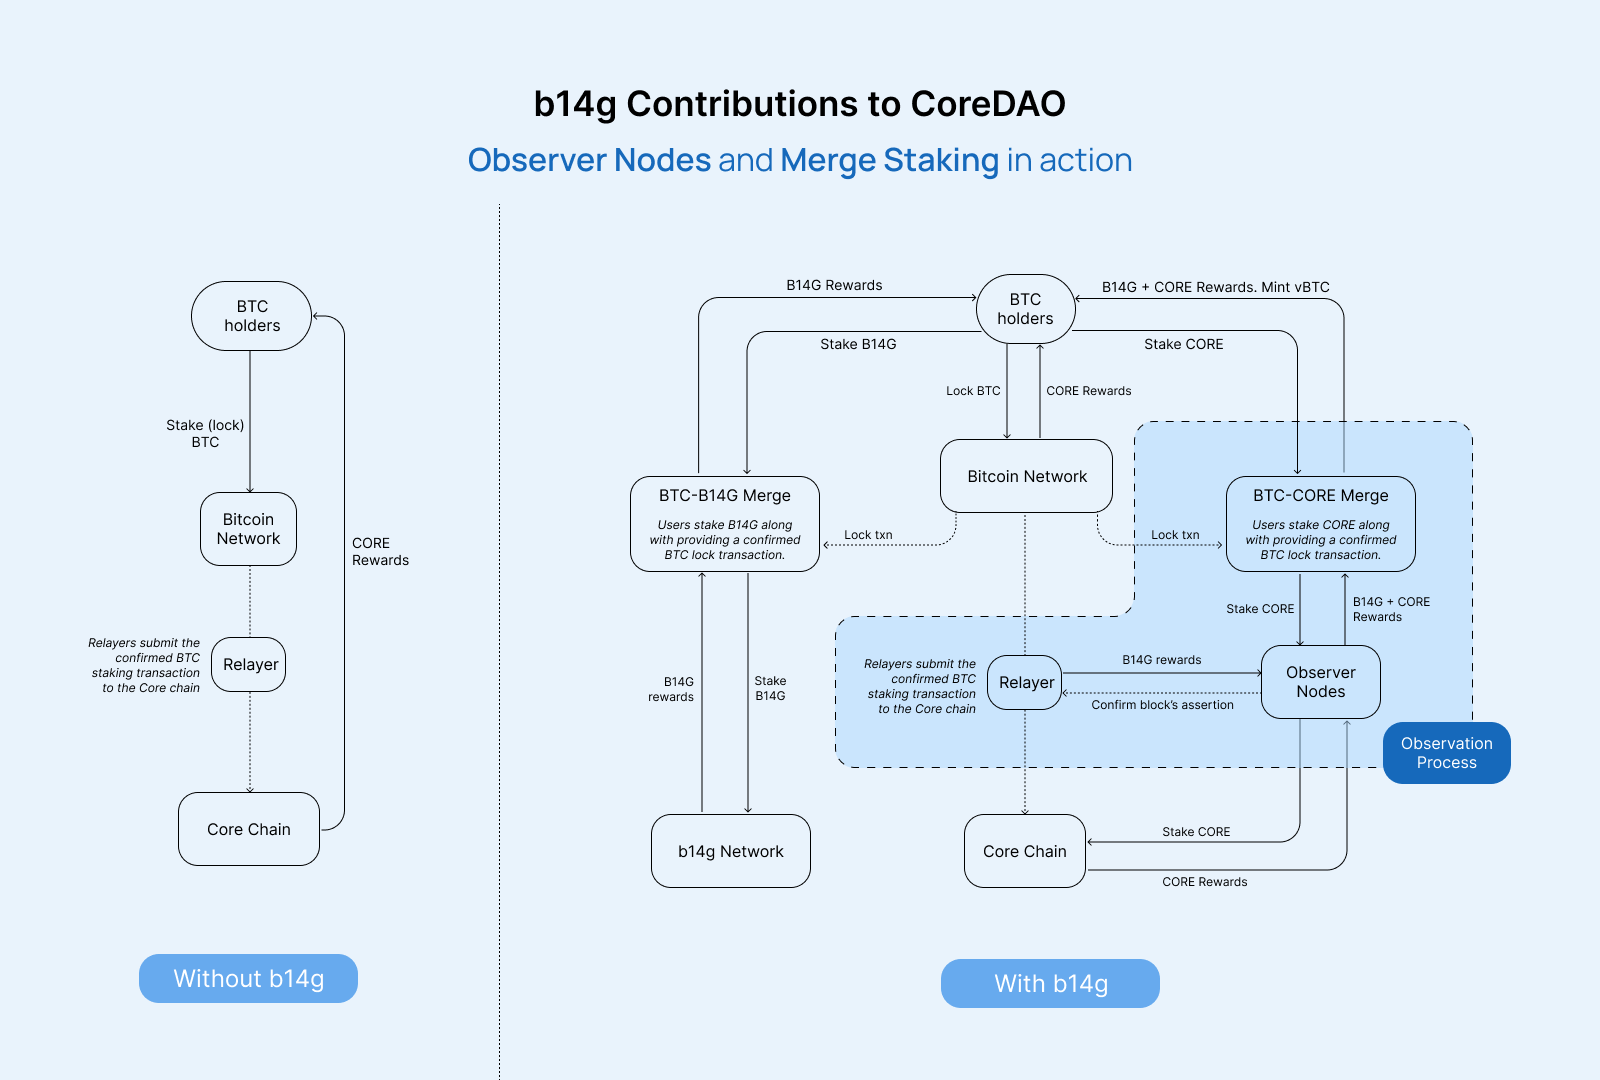 b14g Contributions to CoreDAO
Observer Nodes and Merge Staking in action
BTC
holders
Stake (lock)
BTC
Bitcoin
Network
CORE
Rewards
Relayers submit the
confirmed BTC
staking transaction
to the Core chain
Relayer
Core Chain
Without b14g
B14G Rewards
BTC
holders
B14G + CORE Rewards. Mint vBTC
Stake B14G
Stake CORE
Lock BTC
CORE Rewards
Bitcoin Network
BTC-B14G Merge
Users stake B14G along
with providing a confirmed
BTC lock transaction.
Lock txn
Lock txn
BTC-CORE Merge
Users stake CORE along
with providing a confirmed
BTC lock transaction.
Stake CORE
B14G + CORE
Rewards
B14G
rewards
Stake
B14G
Relayers submit the
confirmed BTC
staking transaction
to the Core chain
Relayer
B14G rewards
Confirm block's assertion
Observer
Nodes
Observation
Process
b14g Network
Core Chain
Stake CORE
CORE Rewards
With b14g